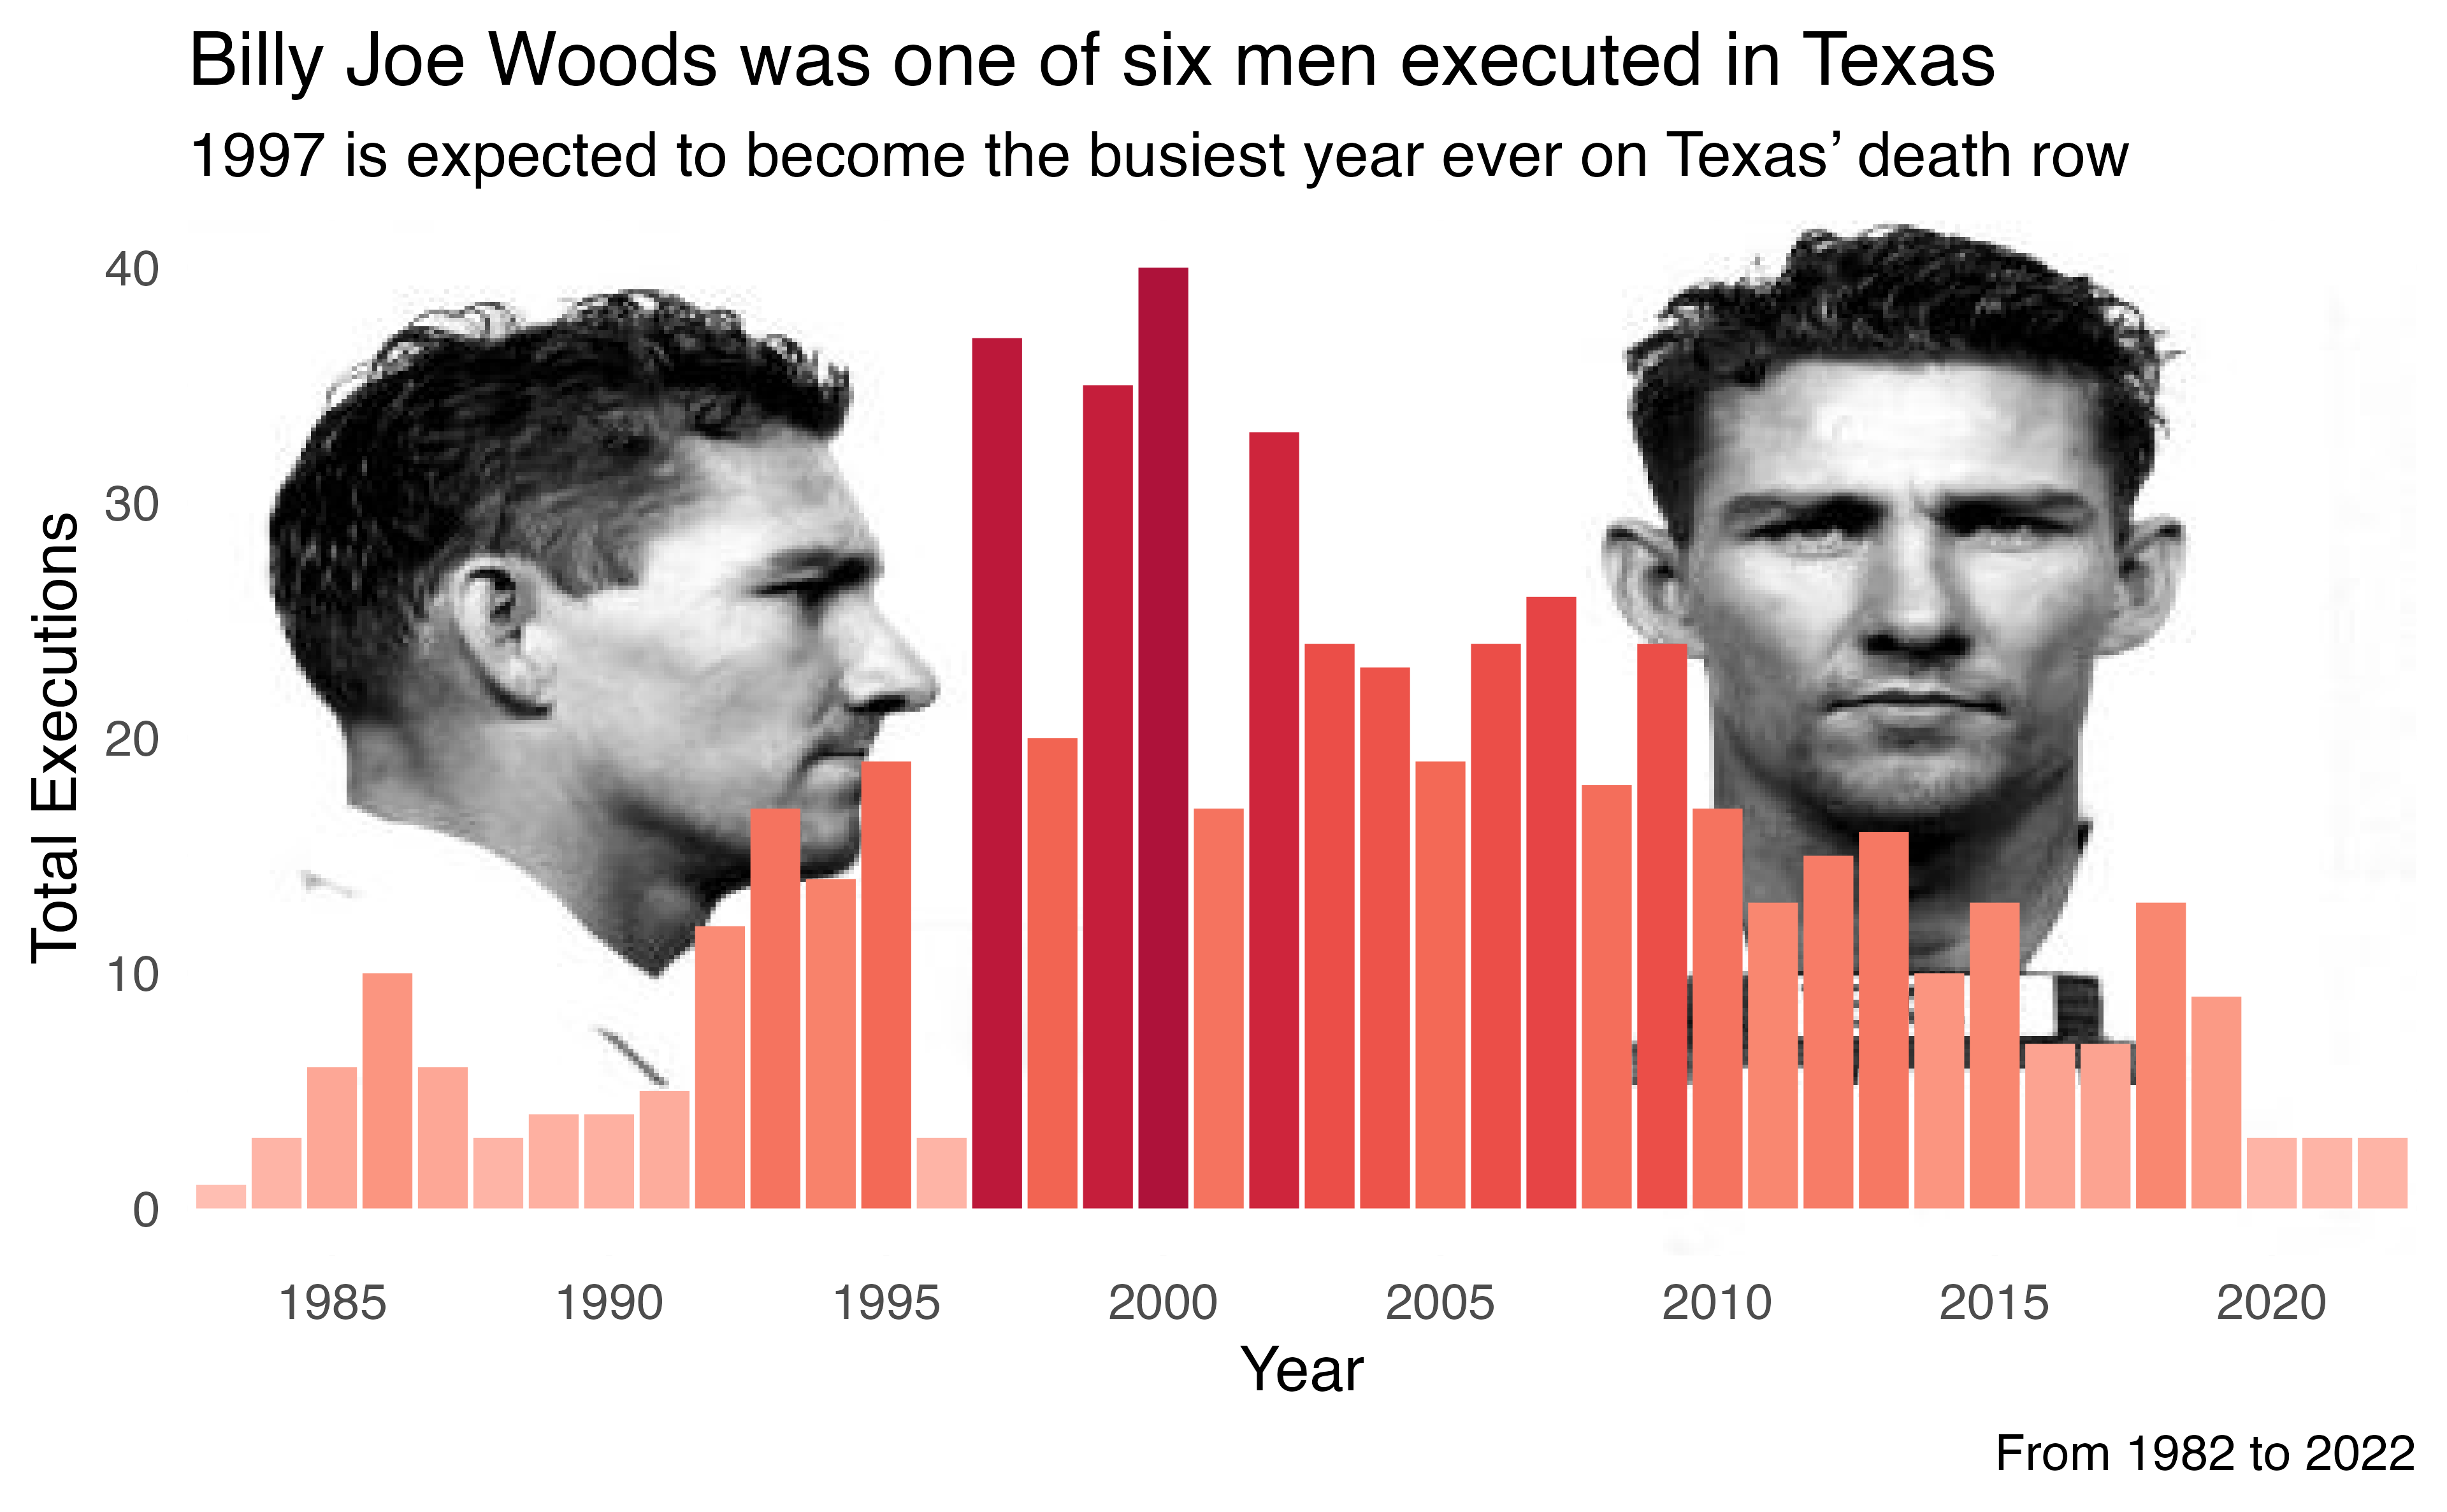 Billy Joe Woods was one of six men executed in Texas
1997 is expected to become the busiest year ever on Texas’ death row
40
30
20
10
0
Total Executions
1985 1990 1995 2000 2005 2010 2015 2020
Year
From 1982 to 2022